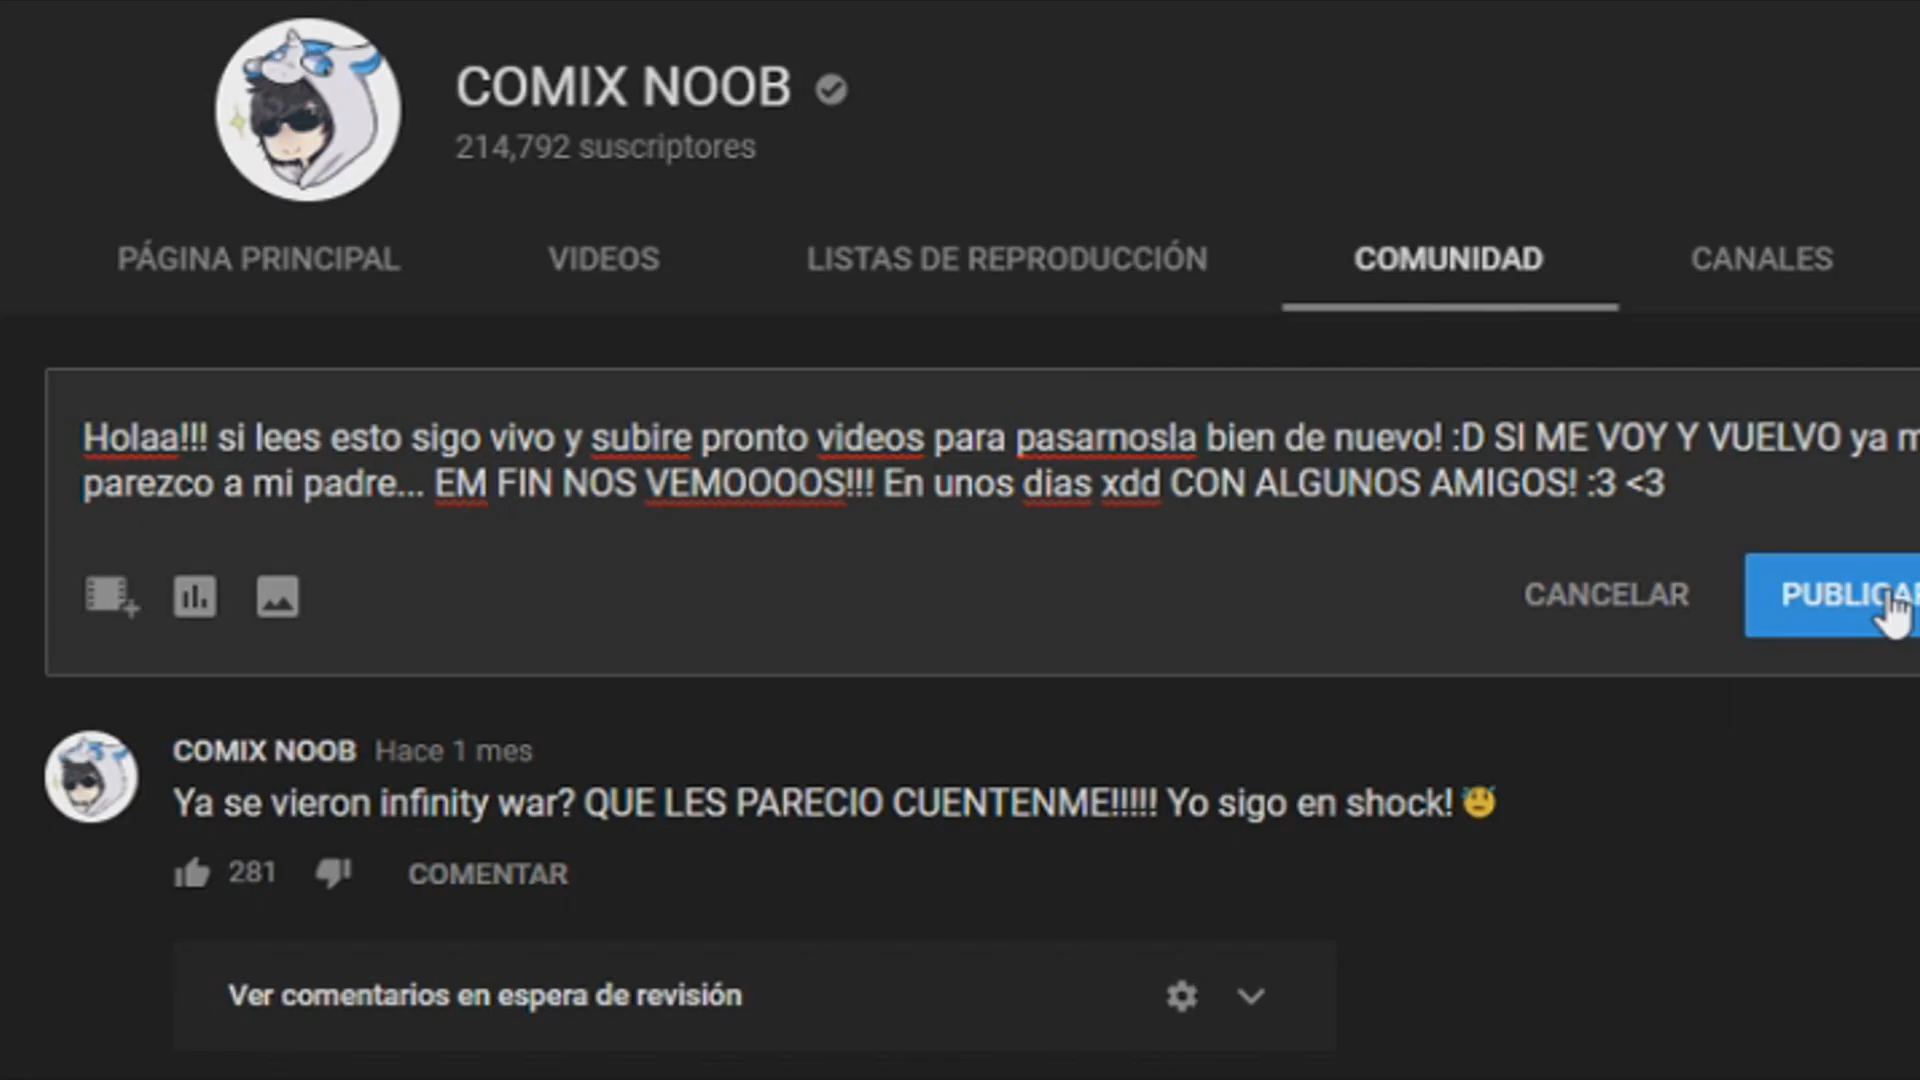 COMIX NOOB
214,792 suscriptores
PÁGINA PRINCIPAL VIDEOS LISTAS DE REPRODUCCIÓN COMUNIDAD CANALES
Holaa!!! si lees esto sigo vivo y subire pronto videos para pasarnosla bien de nuevo! :D SI ME VOY Y VUELVO ya
parezco a mi padre... EM FIN NOS VEMOOOOS!!! En unos dias xdd CON ALGUNOS AMIGOS! :3 <3
CANCELAR PUBLICAR
COMIX NOOB Hace 1 mes
Ya se vieron infinity war? QUE LES PARECIO CUENTENME!!!!! Yo sigo en shock!
281 COMENTAR
Ver comentarios en espera de revisión